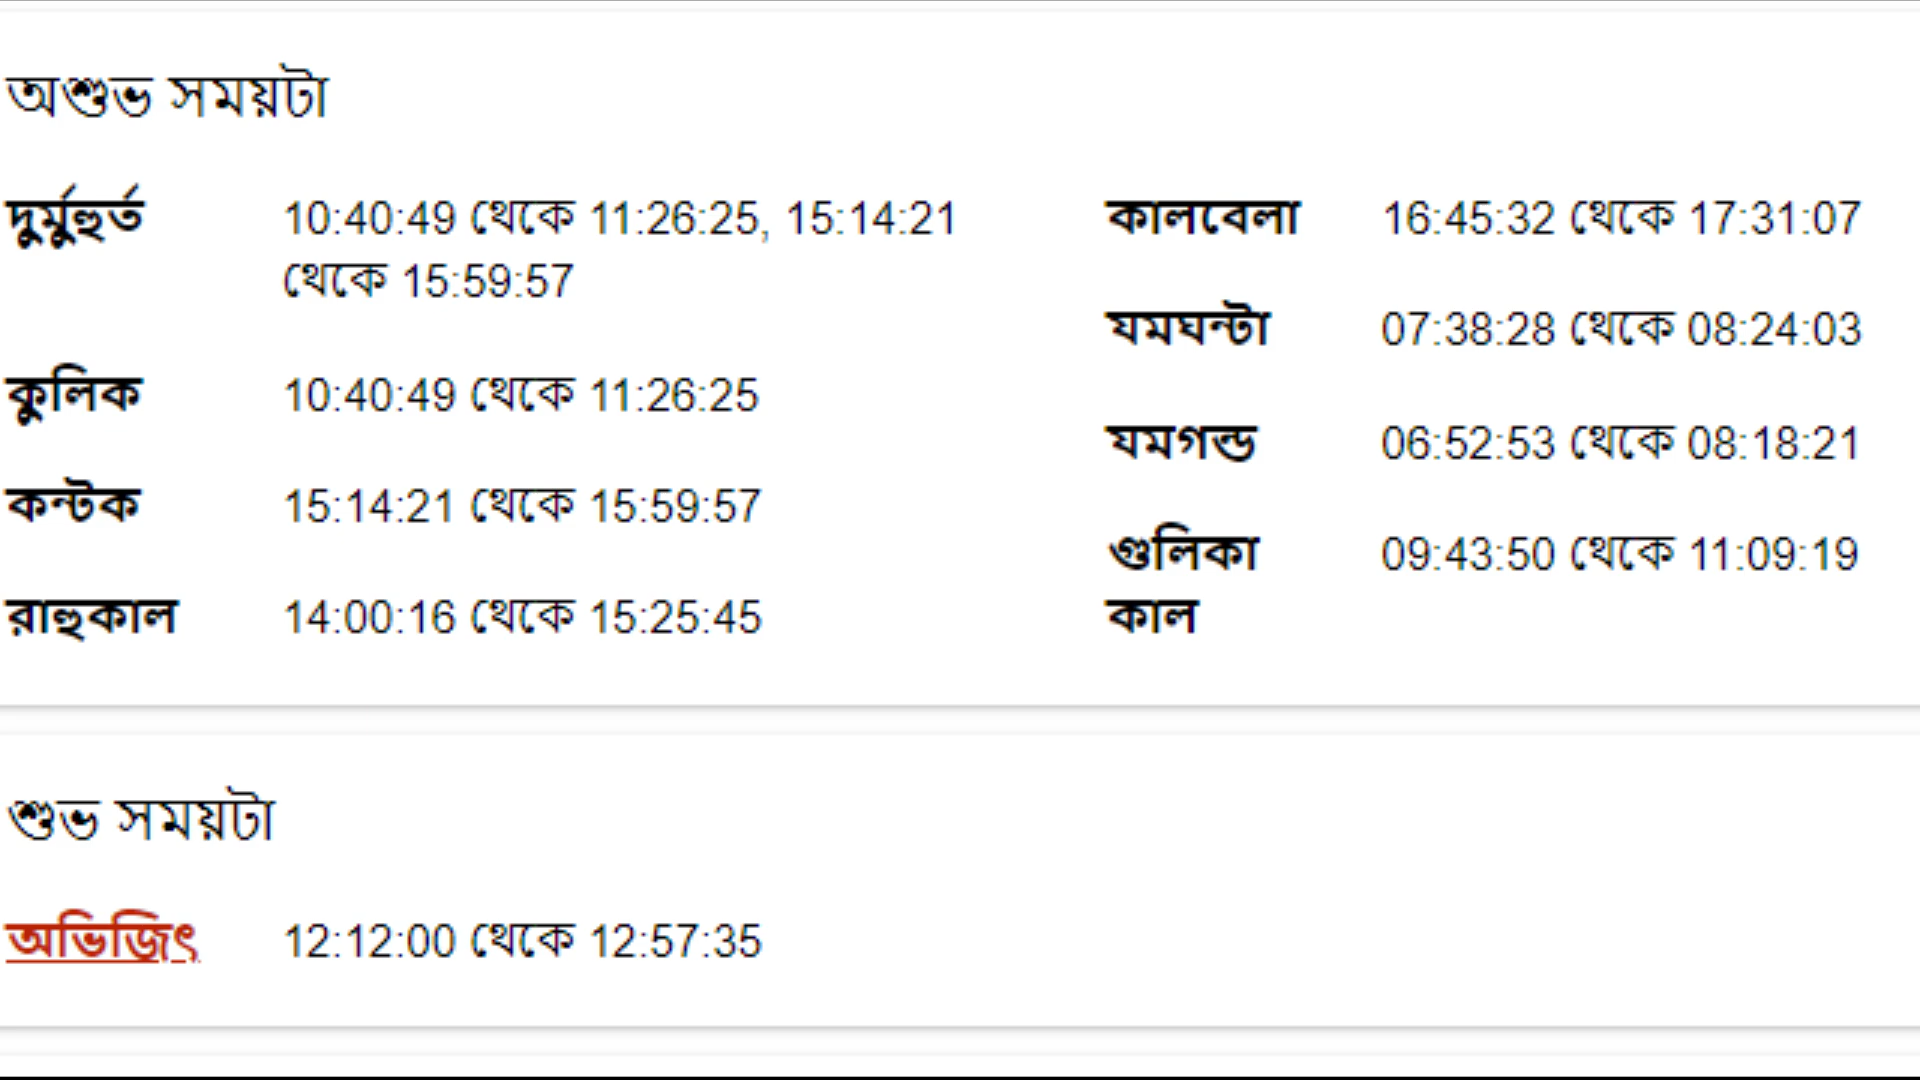 অশুভ সময়টা
দুর্মুহুর্ত 10:40:49 থেকে 11:26:25, 15:14:21
থেকে 15:59:57
কুলিক 10:40:49 থেকে 11:26:25
কন্টক 15:14:21 থেকে 15:59:57
রাহুকাল 14:00:16 থেকে 15:25:45
কালবেলা 16:45:32 থেকে 17:31:07
যমঘন্টা 07:38:28 থেকে 08:24:03
যমগন্ড 06:52:53 থেকে 08:18:21
গুলিকা 09:43:50 থেকে 11:09:19
কাল
শুভ সময়টা
অভিজিৎ 12:12:00 থেকে 12:57:35